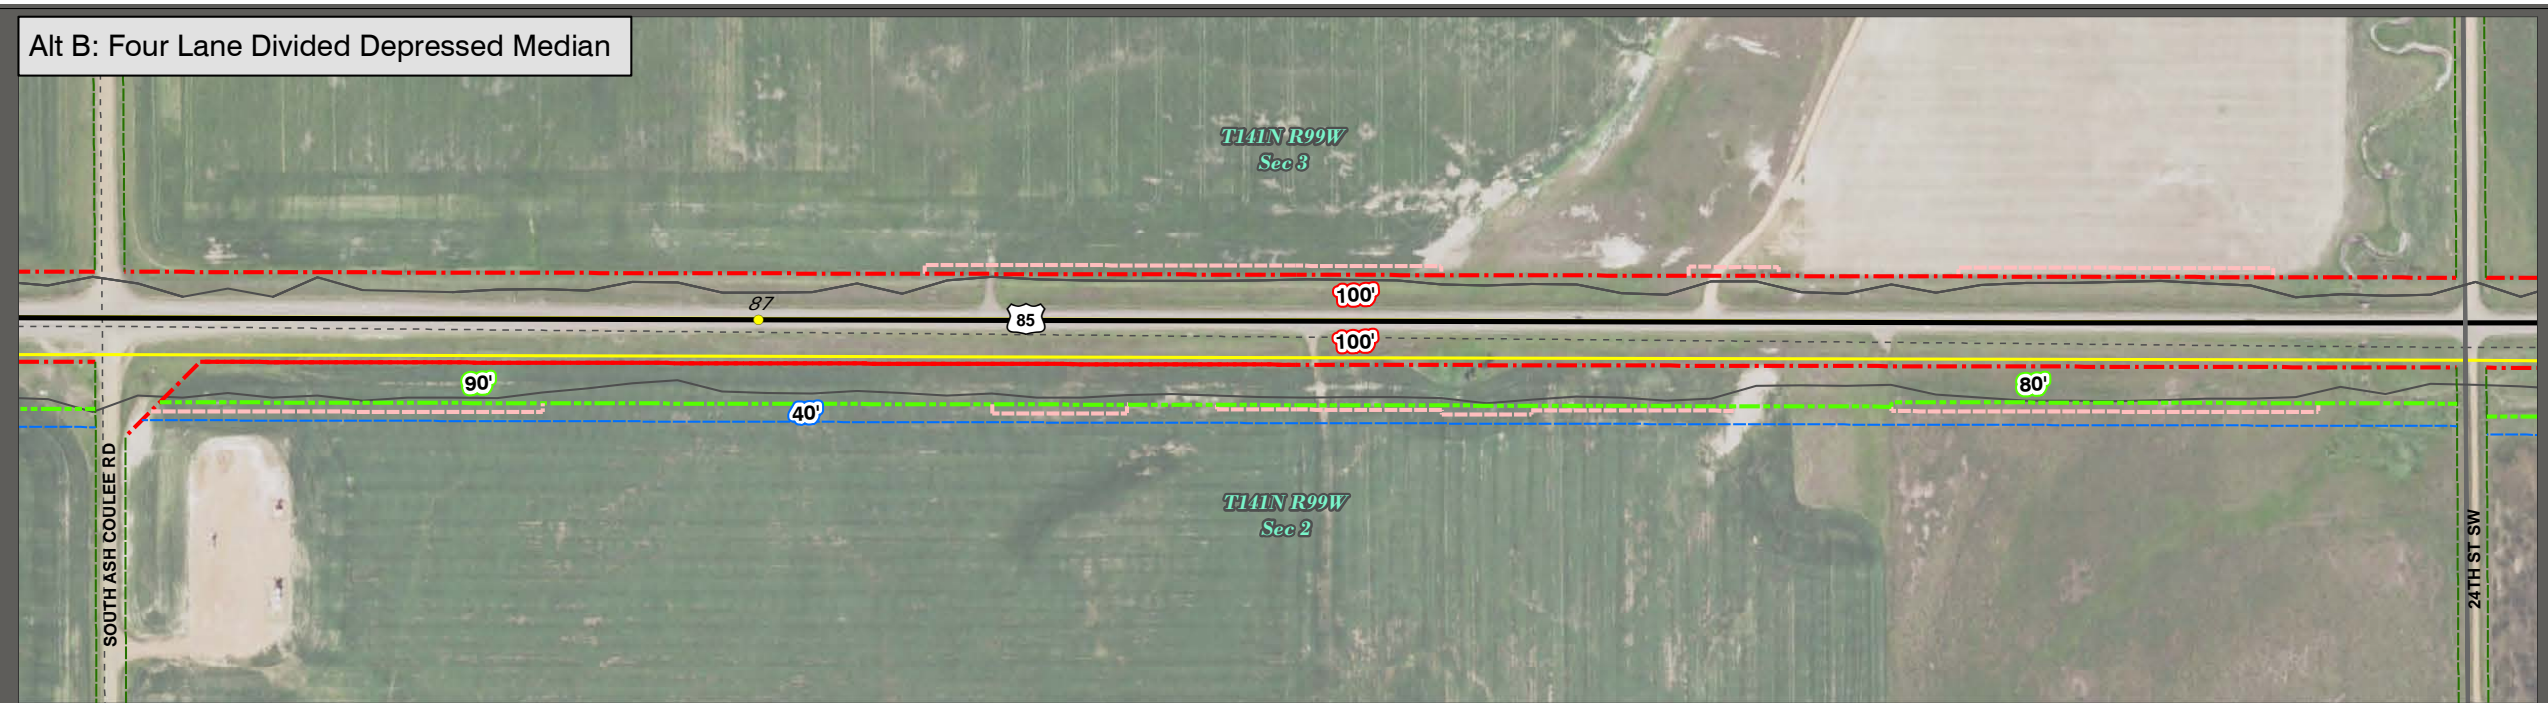 Alt B: Four Lane Divided Depressed Median
T141N R99W
Sec 3
87
85
100'
100'
90'
40'
80'
T141N R99W
Sec 2
SOUTH ASH COULEE RD
24TH ST SW